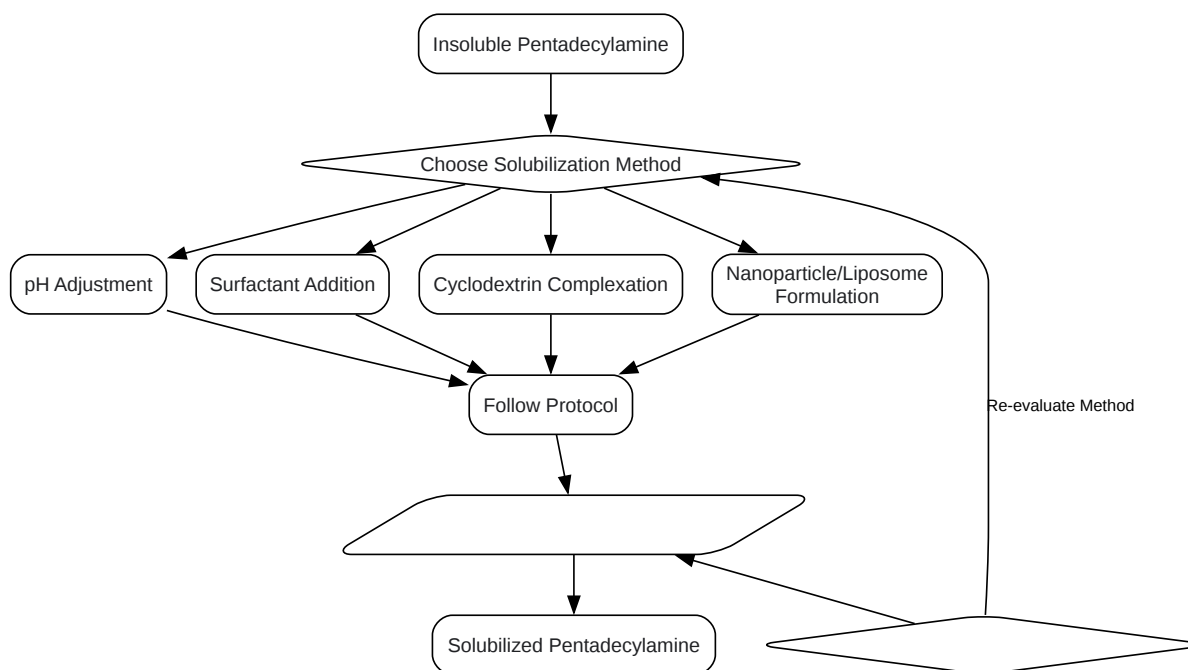 Insoluble Pentadecylamine
Choose Solubilization Method
pH Adjustment
Surfactant Addition
Cyclodextrin Complexation
Nanoparticle/Liposome
Formulation
Follow Protocol
Re-evaluate Method
Solubilized Pentadecylamine